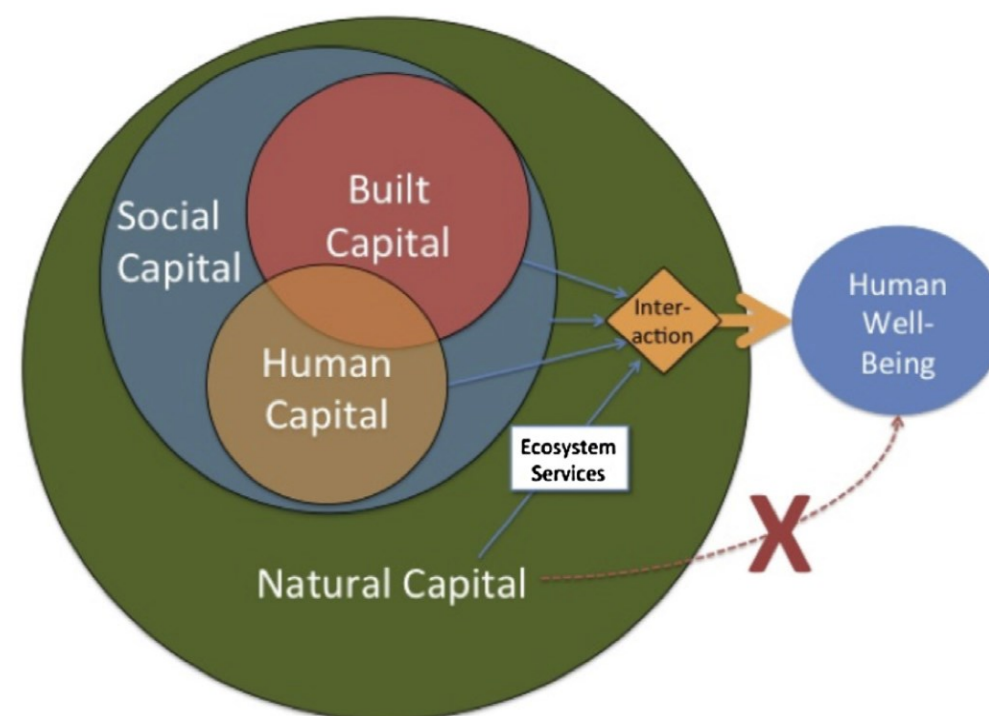 Built
Capital
Social
Capital
Human
Capital
Inter-
action
Human
Well-
Being
Ecosystem
Services
Natural Capital
X